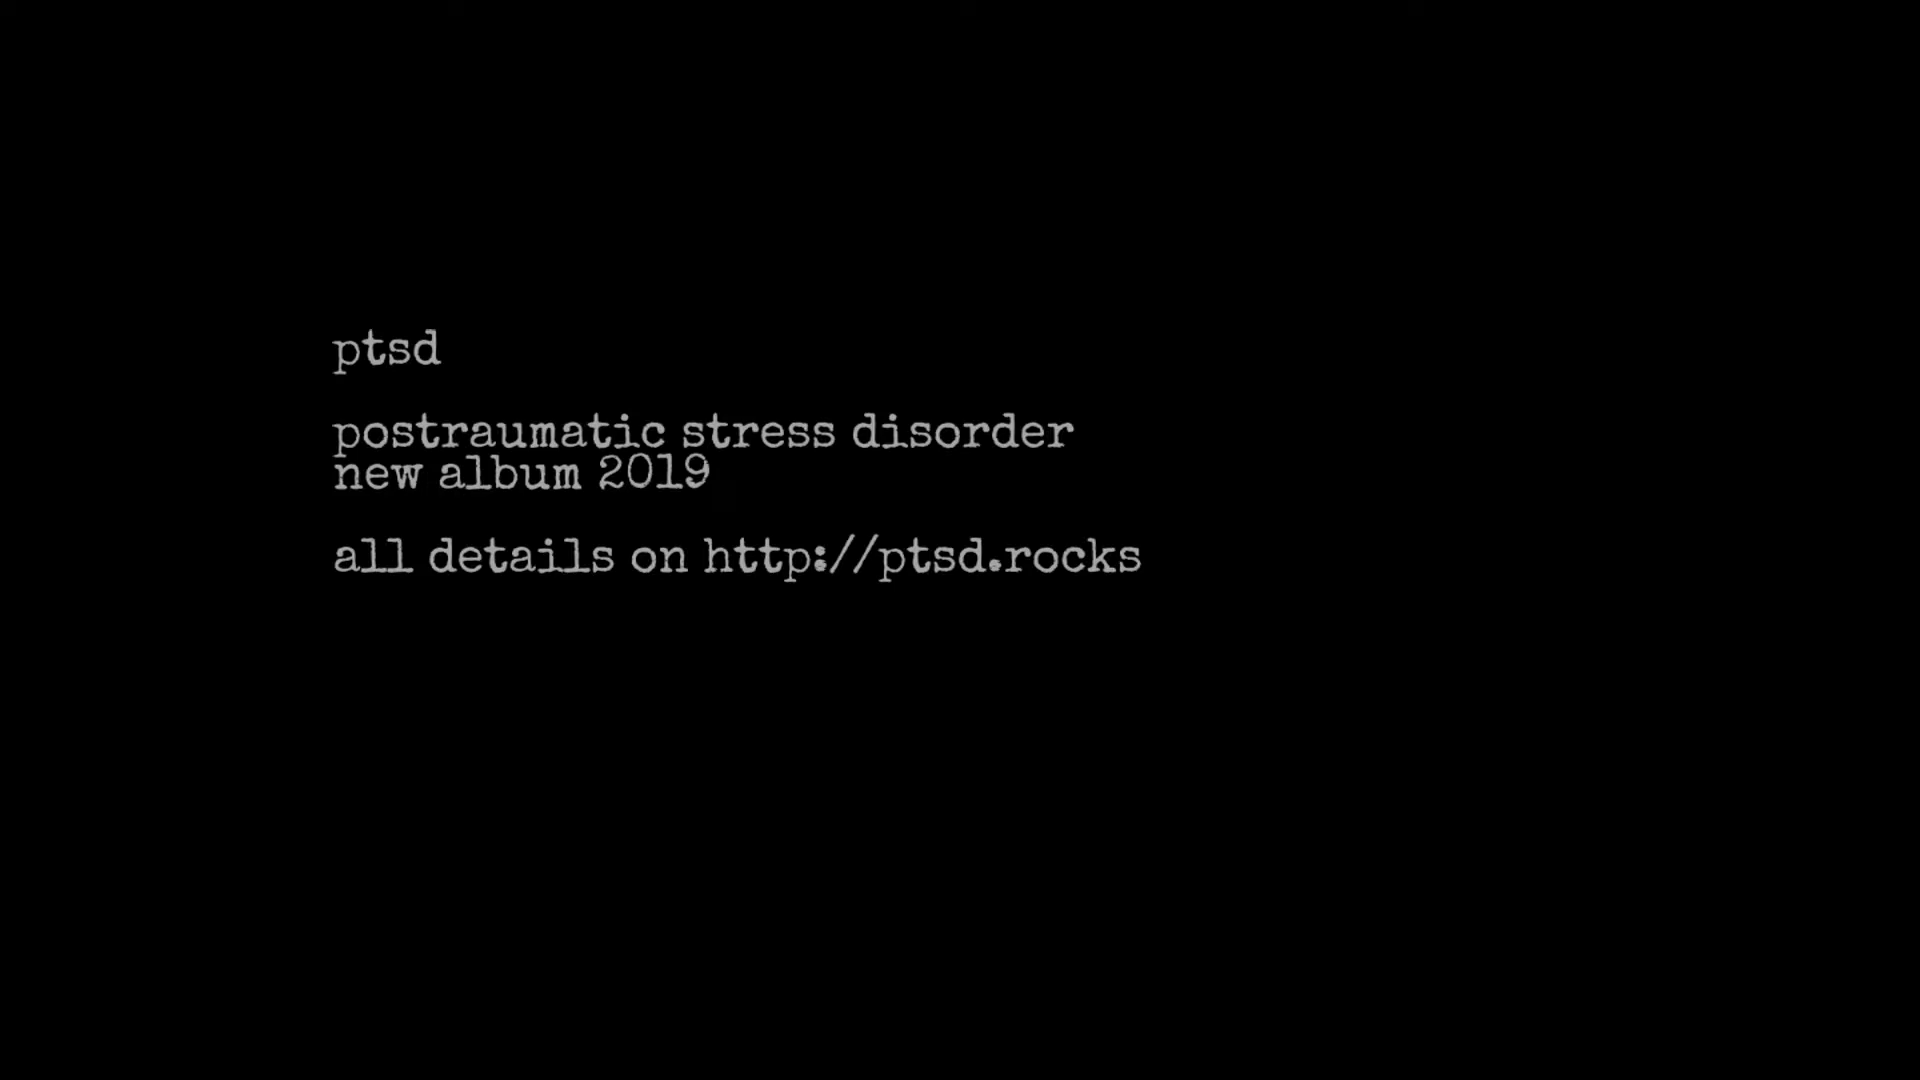 ptsd
postraumatic stress disorder
new album 2019
all details on http://ptsd.rocks